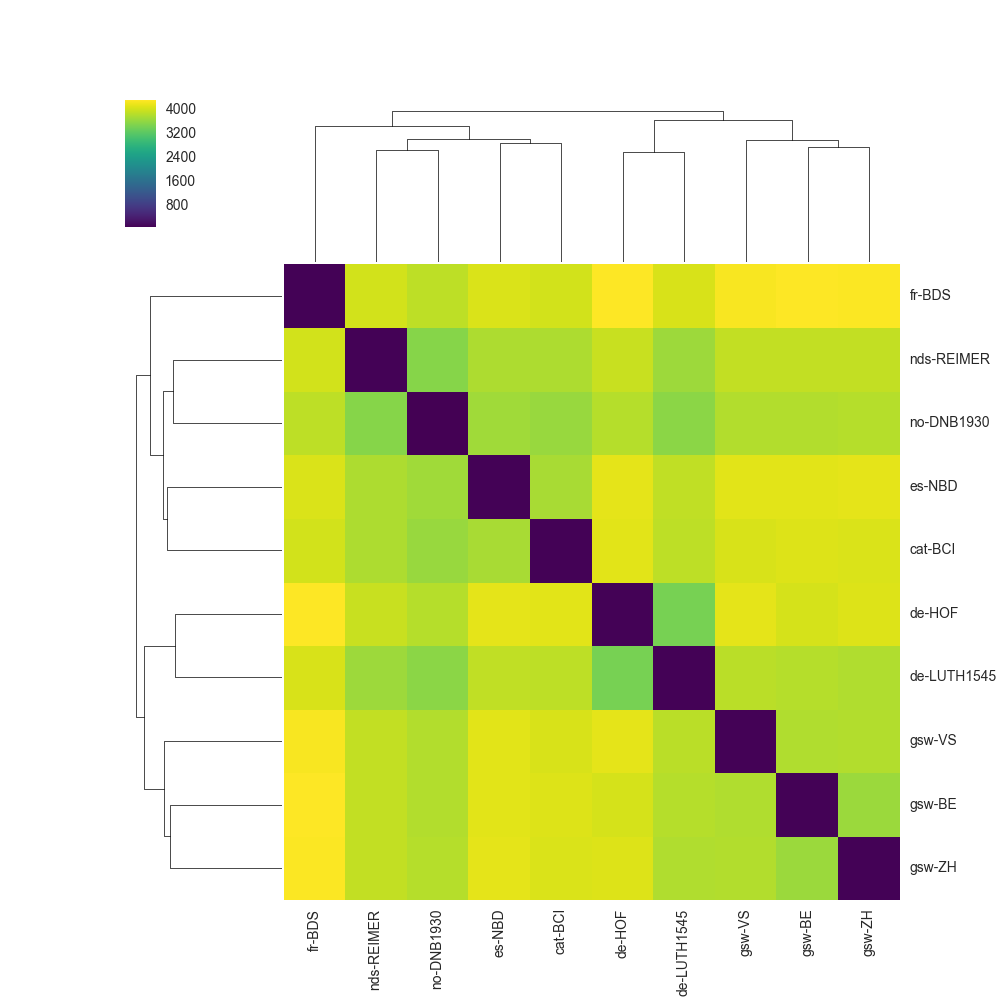 4000
3200
2400
1600
800
fr-BDS
nds-REIMER
no-DNB1930
es-NBD
cat-BCI
de-HOF
de-LUTH1545
gsw-VS
gsw-BE
gsw-ZH
fr-BDS
nds-REIMER
no-DNB1930
es-NBD
cat-BCI
de-HOF
de-LUTH1545
gsw-VS
gsw-BE
gsw-ZH